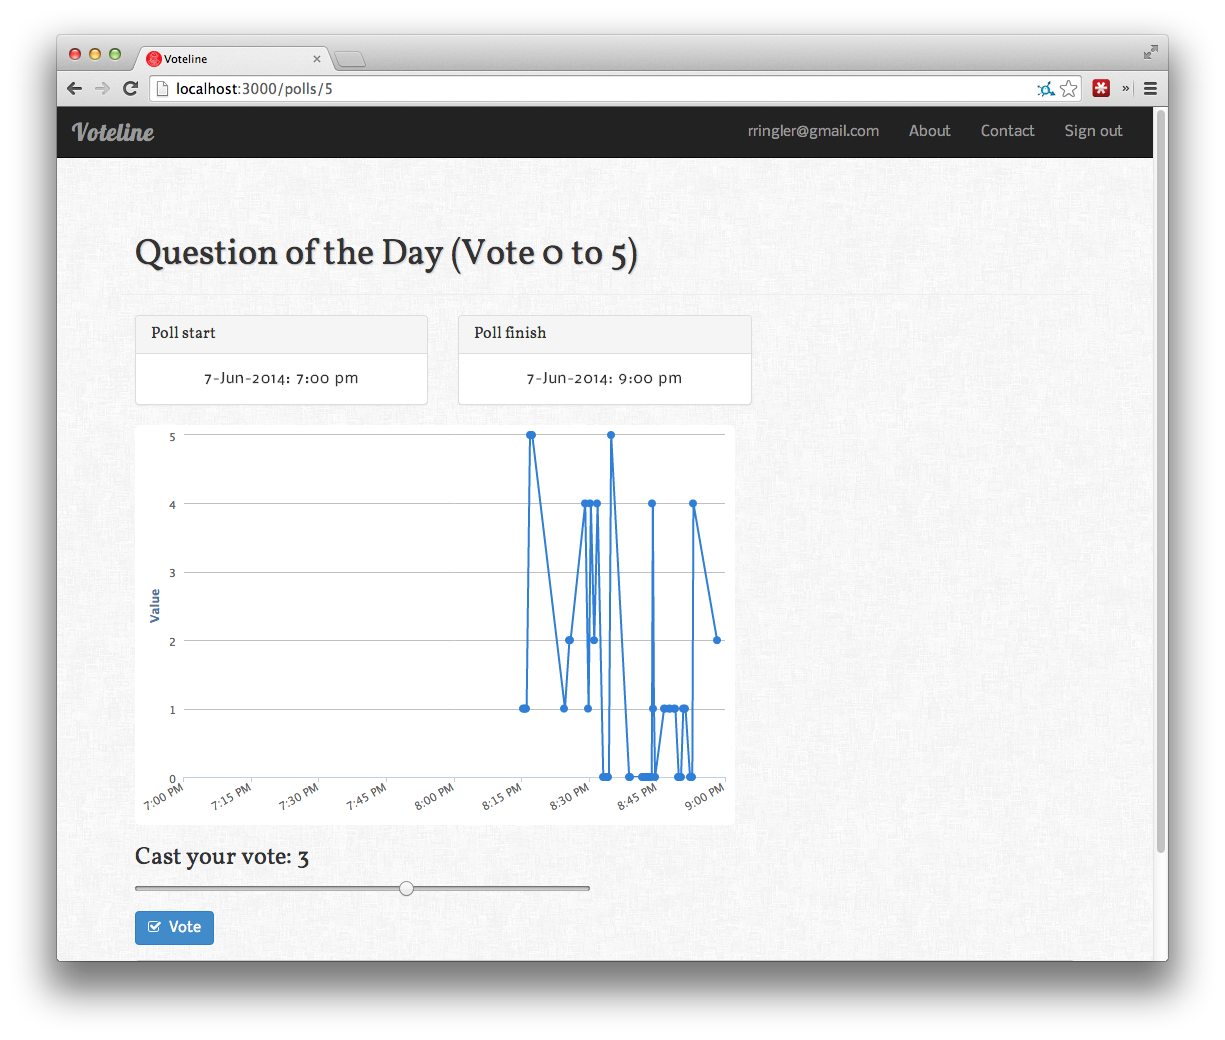 Voteline
localhost:3000/polls/5
Voteline
rringler@gmail.com About Contact Sign out
Question of the Day (Vote 0 to 5)
Poll start
7-Jun-2014: 7:00 pm
Poll finish
7-Jun-2014: 9:00 pm
5
4
3
2
1
0
Value
7:00 PM 7:15 PM 7:30 PM 7:45 PM 8:00 PM 8:15 PM 8:30 PM 8:45 PM 9:00 PM
Cast your vote: 3
Vote